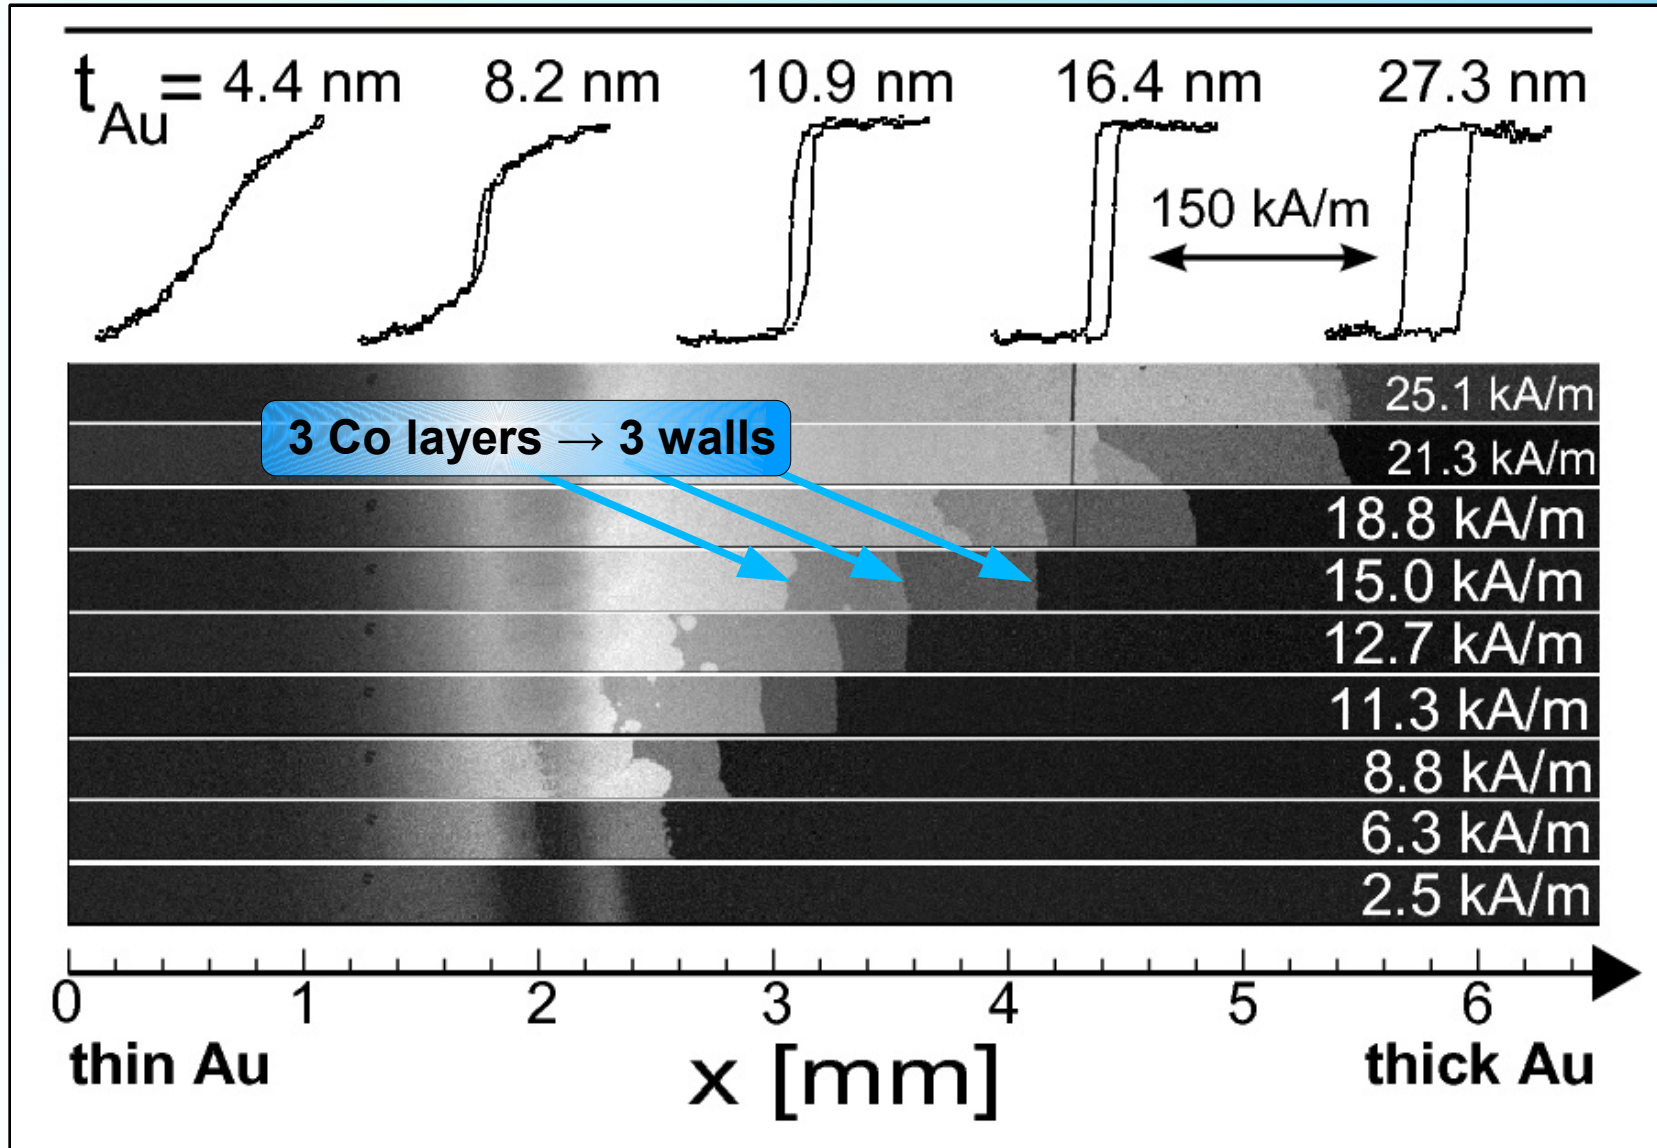 t_Au = 4.4 nm 8.2 nm 10.9 nm 16.4 nm 27.3 nm
150 kA/m
25.1 kA/m
3 Co layers → 3 walls
21.3 kA/m
18.8 kA/m
15.0 kA/m
12.7 kA/m
11.3 kA/m
8.8 kA/m
6.3 kA/m
2.5 kA/m
0 1 2 3 4 5 6
thin Au x [mm] thick Au